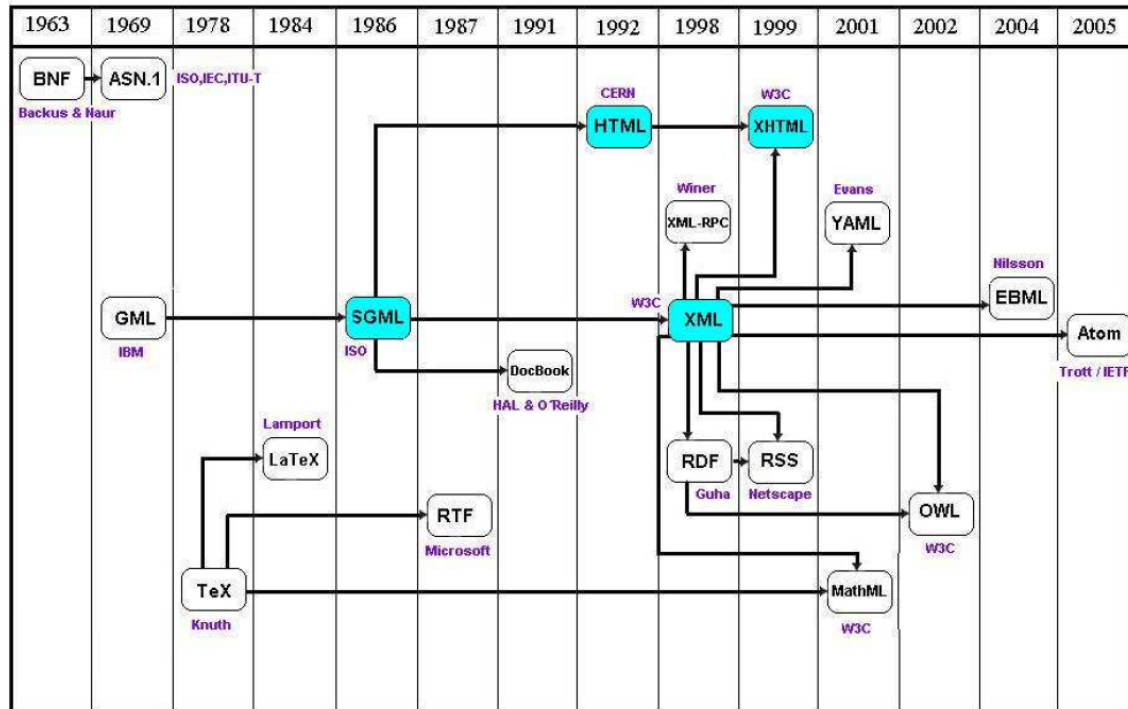 1963 1969 1978 1984 1986 1987 1991 1992 1998 1999 2001 2002 2004 2005
BNF ASN.1 ISO,IEC,ITU-T
Backus & Naur
CERN W3C
HTML XHTML
Winer Evans
XML-RPC YAML
Nilsson
W3C EBML
GML SGML XML
Atom
IBM ISO
Trott / IETF
DocBook
HAL & O'Reilly
Lamport
LaTeX RDF RSS
Guha Netscape
RTF OWL
Microsoft W3C
TeX MathML
Knuth W3C